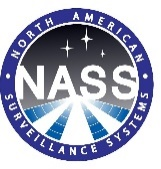 NORTH AMERICAN
NASS
SURVEILLANCE SYSTEMS